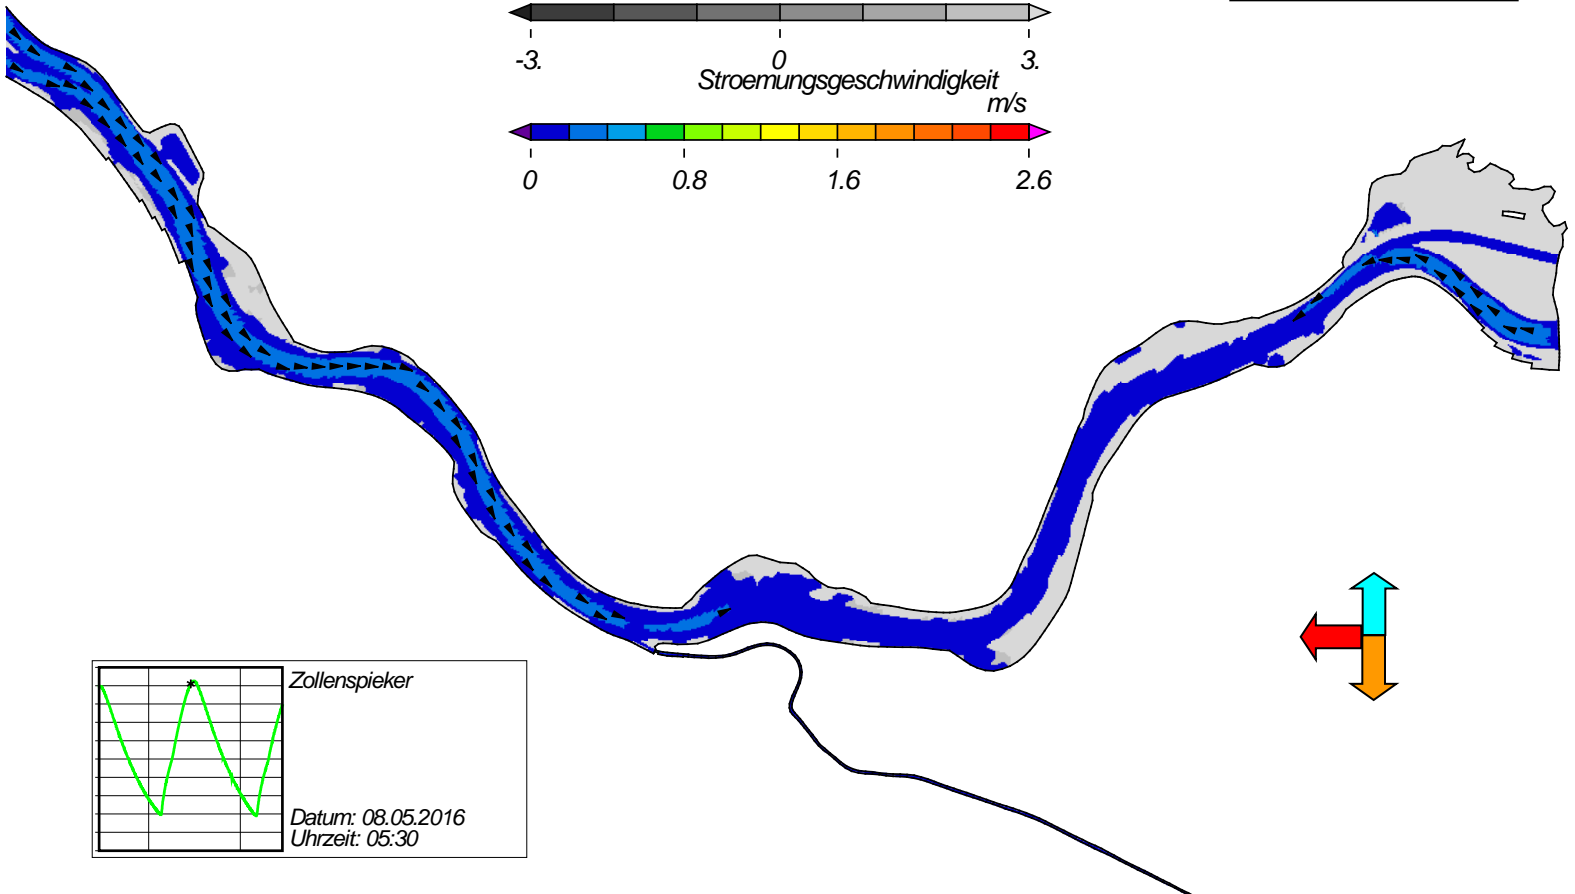 -3. 0 3.
Stroemungsgeschwindigkeit
m/s
0 0.8 1.6 2.6
Zollenspieker
Datum: 08.05.2016
Uhrzeit: 05:30